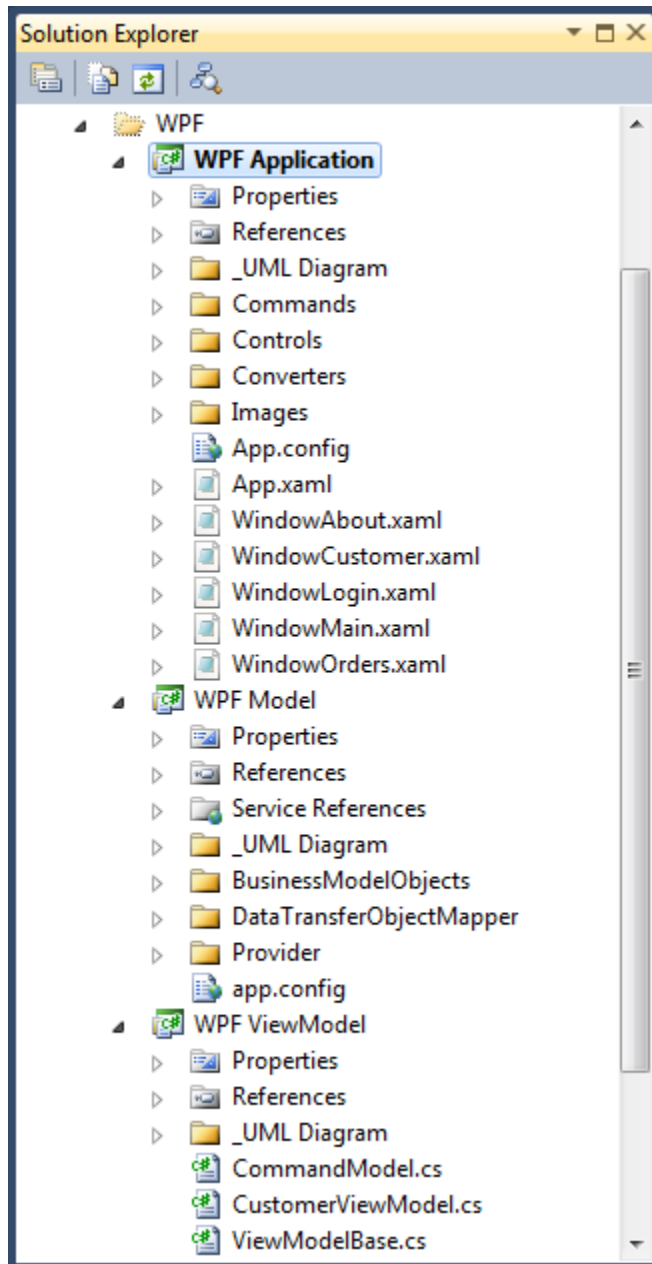 Solution Explorer
WPF
WPF Application
Properties
References
_UML Diagram
Commands
Controls
Converters
Images
App.config
App.xaml
WindowAbout.xaml
WindowCustomer.xaml
WindowLogin.xaml
WindowMain.xaml
WindowOrders.xaml
WPF Model
Properties
References
Service References
_UML Diagram
BusinessModelObjects
DataTransferObjectMapper
Provider
app.config
WPF ViewModel
Properties
References
_UML Diagram
CommandModel.cs
CustomerViewModel.cs
ViewModelBase.cs